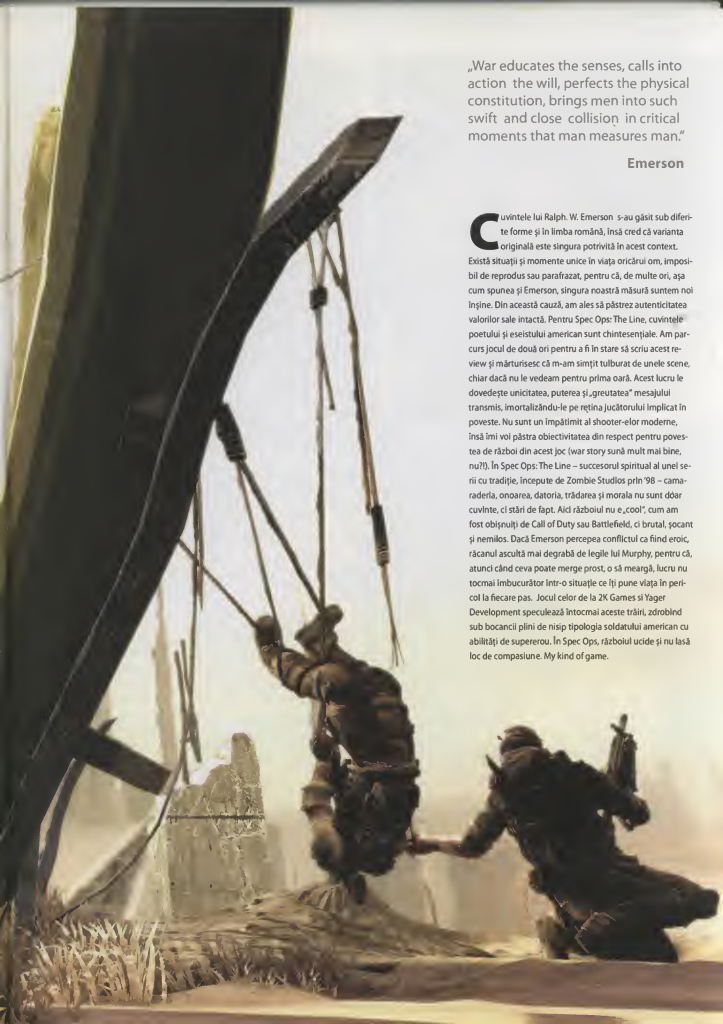 „War educates the senses, calls into
action the will, perfects the physical
constitution, brings men into such
swift and close collision in critical
moments that man measures man.“
Emerson
Cuvintele lui Ralph. W. Emerson s-au găsit sub diferi-
te forme și în limba română, însă cred că varianta
originală este singura potrivită în acest context.
Există situații și momente unice în viața oricărui om, imposi-
bil de reprodus sau parafrazat, pentru că, de multe ori, așa
cum spunea și Emerson, singura noastră măsură suntem noi
înșine. Din această cauză, am ales să păstrez autenticitatea
valorilor sale intactă. Pentru Spec Ops: The Line, cuvintele
poetului și eseistului american sunt chintesențiale. Am par-
curs jocul de două ori pentru a fi în stare să scriu acest re-
view și mărturisesc că m-am simțit tulburat de unele scene,
chiar dacă nu le vedeam pentru prima oară. Acest lucru le
dovedește unicitatea, puterea și „greutatea” mesajului
transmis, imortalizându-le pe retina jucătorului implicat în
poveste. Nu sunt un împătimit al shooter-elor moderne,
însă îmi voi păstra obiectivitatea din respect pentru poves-
tea de război din acest joc (war story sună mult mai bine,
nu?!). În Spec Ops: The Line – succesorul spiritual al unei se-
rii cu tradiție, începute de Zombie Studios prin '98 – cama-
raderia, onoarea, datoria, trădarea și morala nu sunt doar
cuvinte, ci stări de fapt. Aici războiul nu e „cool”, cum am
fost obișnuiți de Call of Duty sau Battlefield, ci brutal, șocant
și nemilos. Dacă Emerson percepea conflictul ca fiind eroic,
răcanul ascultă mai degrabă de legile lui Murphy, pentru că,
atunci când ceva poate merge prost, o să meargă, lucru nu
tocmai îmbucurător într-o situație ce îți pune viața în peri-
col la fiecare pas. Jocul celor de la 2K Games si Yager
Development speculează întocmai aceste trăiri, zdrobind
sub bocancii plini de nisip tipologia soldatului american cu
abilități de supererou. În Spec Ops, războiul ucide și nu lasă
loc de compasiune. My kind of game.